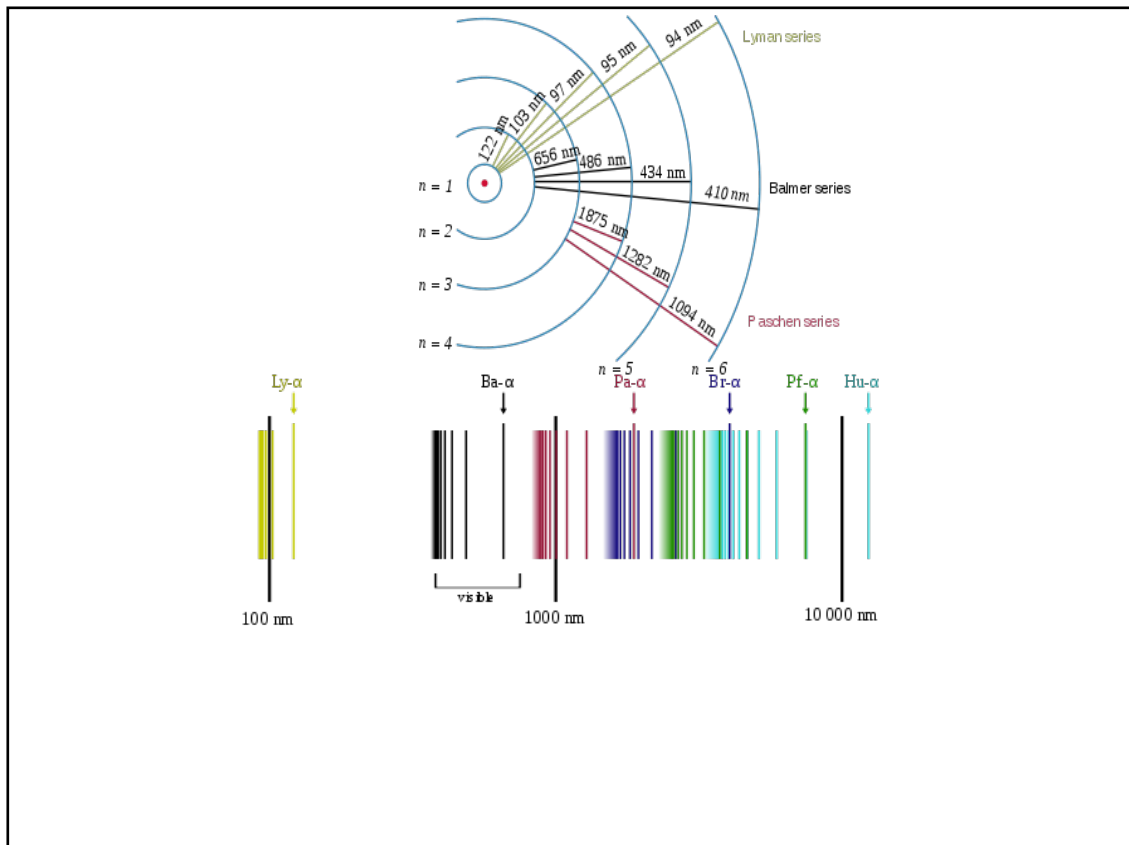 94 nm
Lyman series
95 nm
97 nm
103 nm
122 nm
656 nm
486 nm
434 nm
410 nm
Balmer series
n = 1
n = 2
n = 3
n = 4
1875 nm
1282 nm
1094 nm
Paschen series
n = 5
n = 6
Ly-α
Ba-α
Pa-α
Br-α
Pf-α
Hu-α
visible
100 nm
1000 nm
10 000 nm